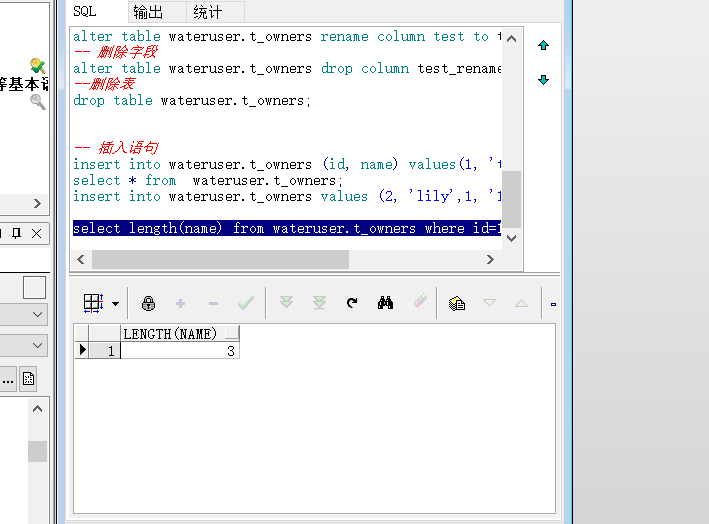 SQL 输出 统计
alter table wateruser.t_owners rename column test to t
-- 删除字段
alter table wateruser.t_owners drop column test_rename
--删除表
drop table wateruser.t_owners;
-- 插入语句
insert into wateruser.t_owners (id, name) values(1, 't
select * from  wateruser.t_owners;
insert into wateruser.t_owners values (2, 'lily',1, '1
select length(name) from wateruser.t_owners where id=1
等基本语
LENGTH(NAME)
1 3
...